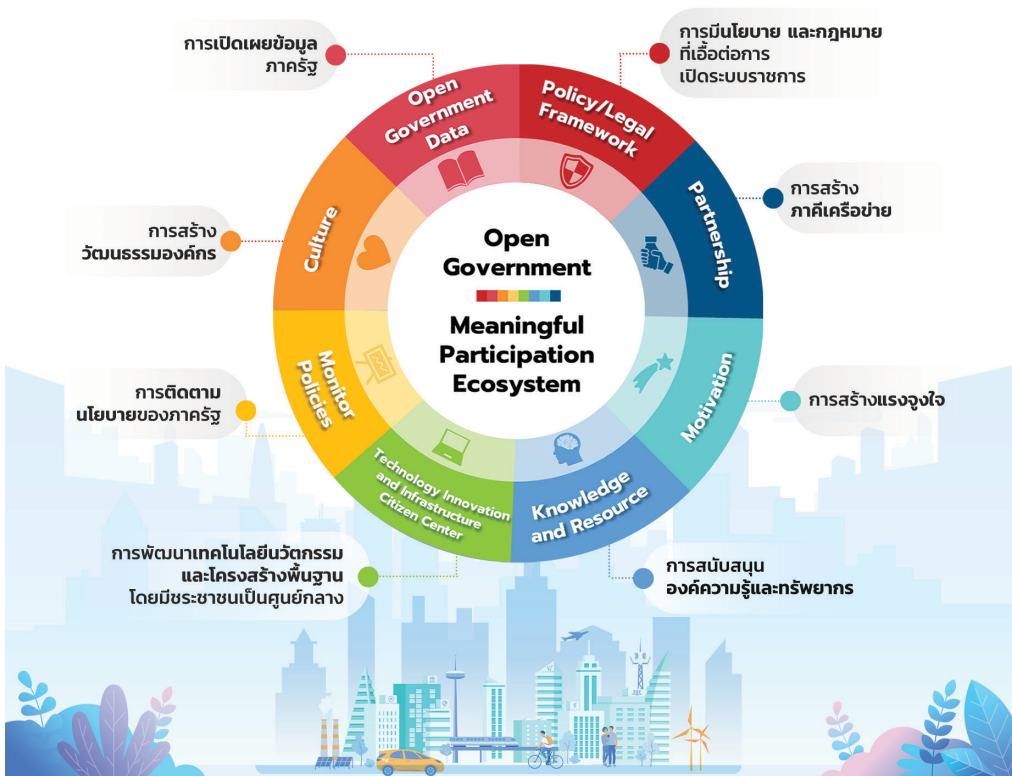 การเปิดเผยข้อมูล
ภาครัฐ
การมีนโยบาย และกฎหมาย
ที่เอื้อต่อการ
เปิดระบบราชการ
Open
Government
Data
Policy/Legal
Framework
การสร้าง
วัฒนธรรมองค์กร
Culture
Partnership
การสร้าง
ภาคีเครือข่าย
Open
Government
Meaningful
Participation
Ecosystem
การติดตาม
นโยบายของภาครัฐ
Monitor
Policies
Motivation
การสร้างแรงจูงใจ
Technology Innovation
and Infrastructure
Citizen Center
Knowledge
and Resource
การพัฒนาเทคโนโลยีนวัตกรรม
และโครงสร้างพื้นฐาน
โดยมีชระชาชนเป็นศูนย์กลาง
การสนับสนุน
องค์ความรู้และทรัพยากร